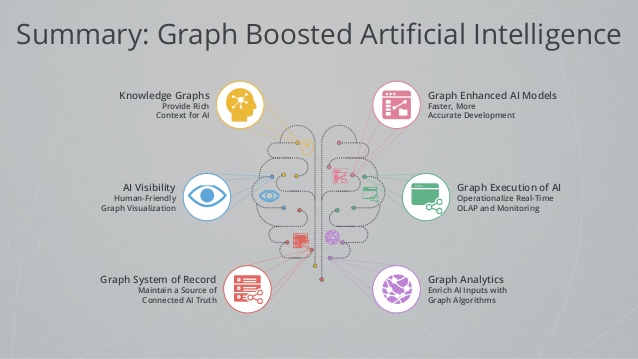 Summary: Graph Boosted Artificial Intelligence
Knowledge Graphs
Provide Rich
Context for AI
Graph Enhanced AI Models
Faster, More
Accurate Development
AI Visibility
Human-Friendly
Graph Visualization
Graph Execution of AI
Operationalize Real-Time
OLAP and Monitoring
Graph System of Record
Maintain a Source of
Connected AI Truth
Graph Analytics
Enrich AI Inputs with
Graph Algorithms